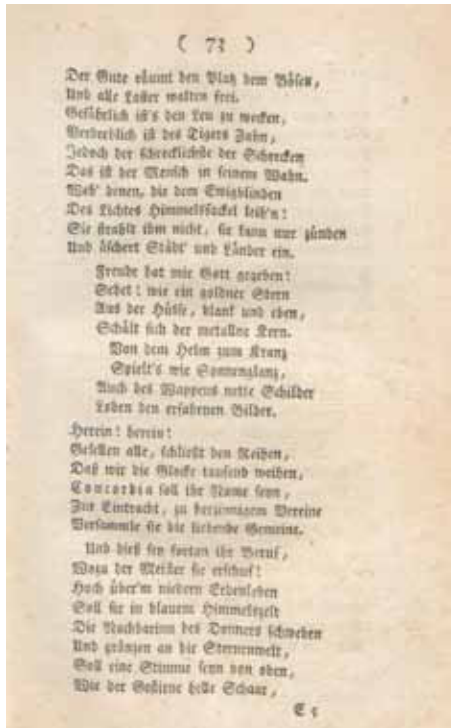 ( 73 )
Der Gute räumt den Platz dem Bösen,
Und alle Laster walten frei.
Gefährlich ist's den Leu zu wecken,
Verderblich ist des Tigers Zahn,
Jedoch der schrecklichste der Schrecken
Das ist der Mensch in seinem Wahn.
Weh' denen, die dem Ewigblinden
Des Lichtes Himmelsfackel leih'n!
Sie strahlt ihm nicht, sie kann nur zünden
Und äschert Städt' und Länder ein.
Freude hat mir Gott gegeben!
Sehet! wie ein goldner Stern
Aus der Hülse, blank und eben,
Schält sich der metallne Kern.
Von dem Helm zum Kranz
Spielt's wie Sonnenglanz,
Auch des Wappens nette Schilder
Loben den erfahrnen Bilder.
Herein! herein!
Gesellen alle, schließt den Reihen,
Daß wir die Glocke taufend weihen,
Concordia soll ihr Name seyn,
Zur Eintracht, zu herzinnigem Vereine
Versammle sie die liebende Gemeine.
Und dieß sey fortan ihr Beruf,
Wozu der Meister sie erschuf!
Hoch über'm niedern Erdenleben
Soll sie in blauem Himmelszelt
Die Nachbarinn des Donners schweben
Und gränzen an die Sternenwelt,
Soll eine Stimme seyn von oben,
Wie der Gestirne helle Schaar,
E 5